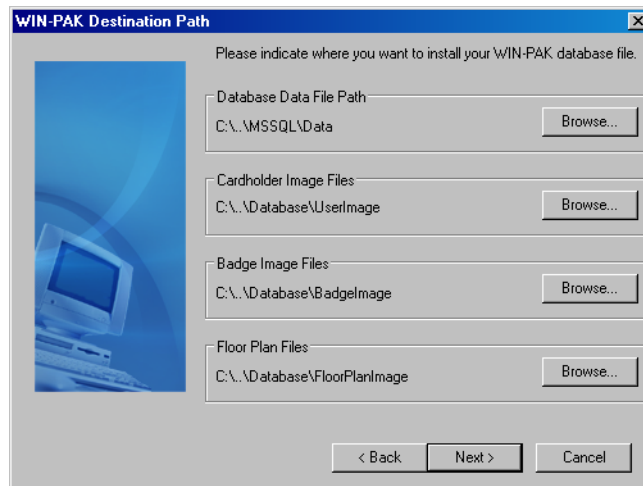 WIN-PAK Destination Path
Please indicate where you want to install your WIN-PAK database file.
Database Data File Path
C:\..\MSSQL\Data
Browse...
Cardholder Image Files
C:\..\Database\UserImage
Browse...
Badge Image Files
C:\..\Database\BadgeImage
Browse...
Floor Plan Files
C:\..\Database\FloorPlanImage
Browse...
< Back Next > Cancel